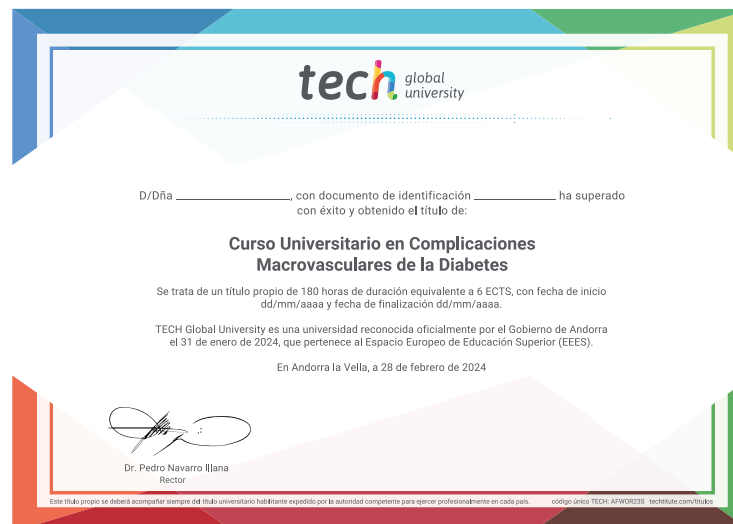 tech global university
D/Dña ____________, con documento de identificación ____________ ha superado
con éxito y obtenido el título de:
Curso Universitario en Complicaciones
Macrovasculares de la Diabetes
Se trata de un título propio de 180 horas de duración equivalente a 6 ECTS, con fecha de inicio
dd/mm/aaaa y fecha de finalización dd/mm/aaaa.
TECH Global University es una universidad reconocida oficialmente por el Gobierno de Andorra
el 31 de enero de 2024, que pertenece al Espacio Europeo de Educación Superior (EEES).
En Andorra la Vella, a 28 de febrero de 2024
Dr. Pedro Navarro Illana
Rector
Este título propio se deberá acompañar siempre del título universitario habilitante expedido por la autoridad competente para ejercer profesionalmente en cada país. código único TECH: AFWOR23S techtitute.com/titulos